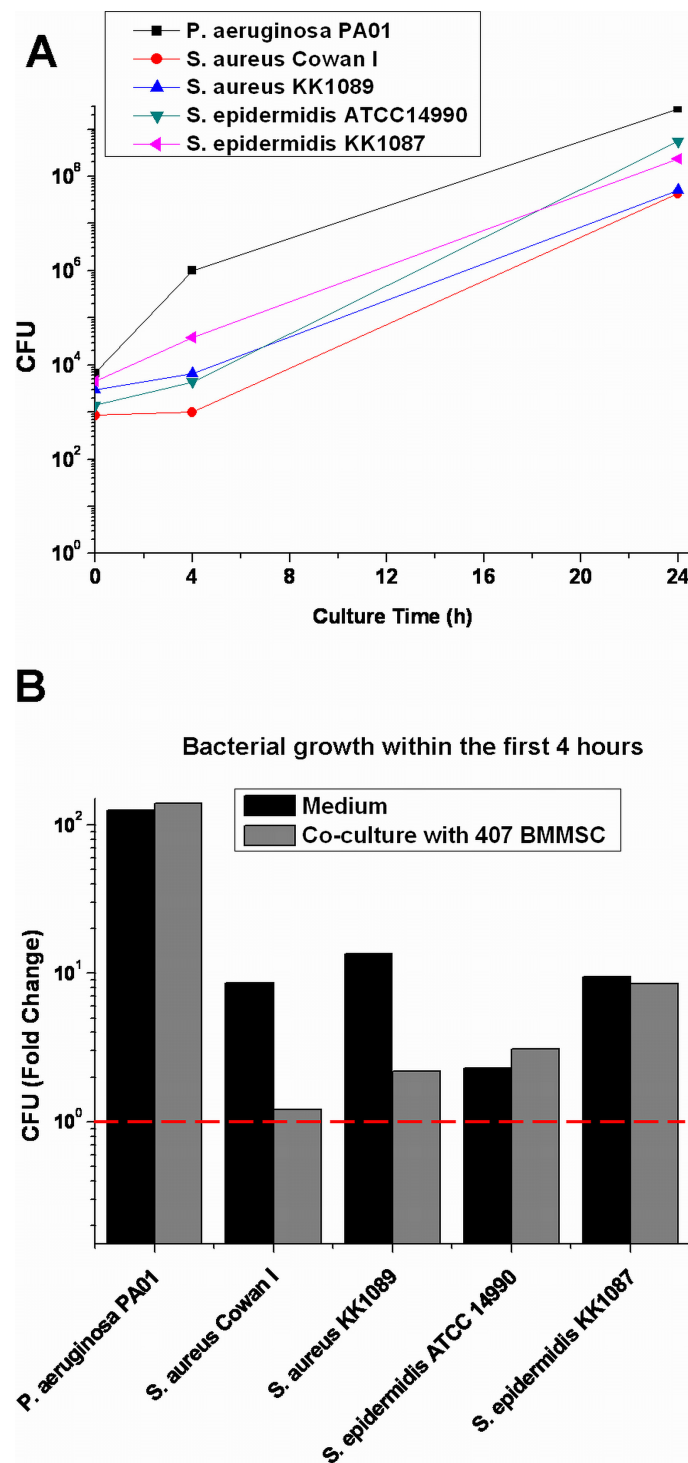 A
P. aeruginosa PA01
S. aureus Cowan I
S. aureus KK1089
S. epidermidis ATCC14990
S. epidermidis KK1087
10^8
10^6
10^4
10^2
10^0
CFU
0 4 8 12 16 20 24
Culture Time (h)
B
Bacterial growth within the first 4 hours
Medium
Co-culture with 407 BMMSC
10^2
10^1
10^0
CFU (Fold Change)
P. aeruginosa PA01
S. aureus Cowan I
S. aureus KK1089
S. epidermidis ATCC 14990
S. epidermidis KK1087